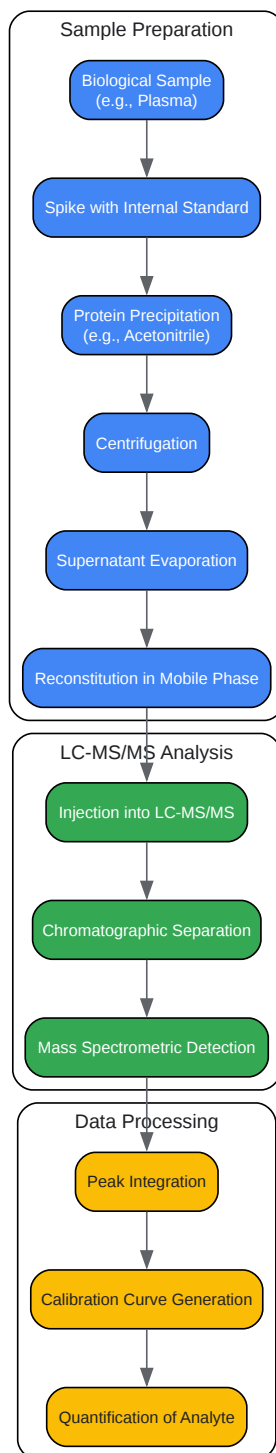 Sample Preparation
Biological Sample
(e.g., Plasma)
Spike with Internal Standard
Protein Precipitation
(e.g., Acetonitrile)
Centrifugation
Supernatant Evaporation
Reconstitution in Mobile Phase
LC-MS/MS Analysis
Injection into LC-MS/MS
Chromatographic Separation
Mass Spectrometric Detection
Data Processing
Peak Integration
Calibration Curve Generation
Quantification of Analyte